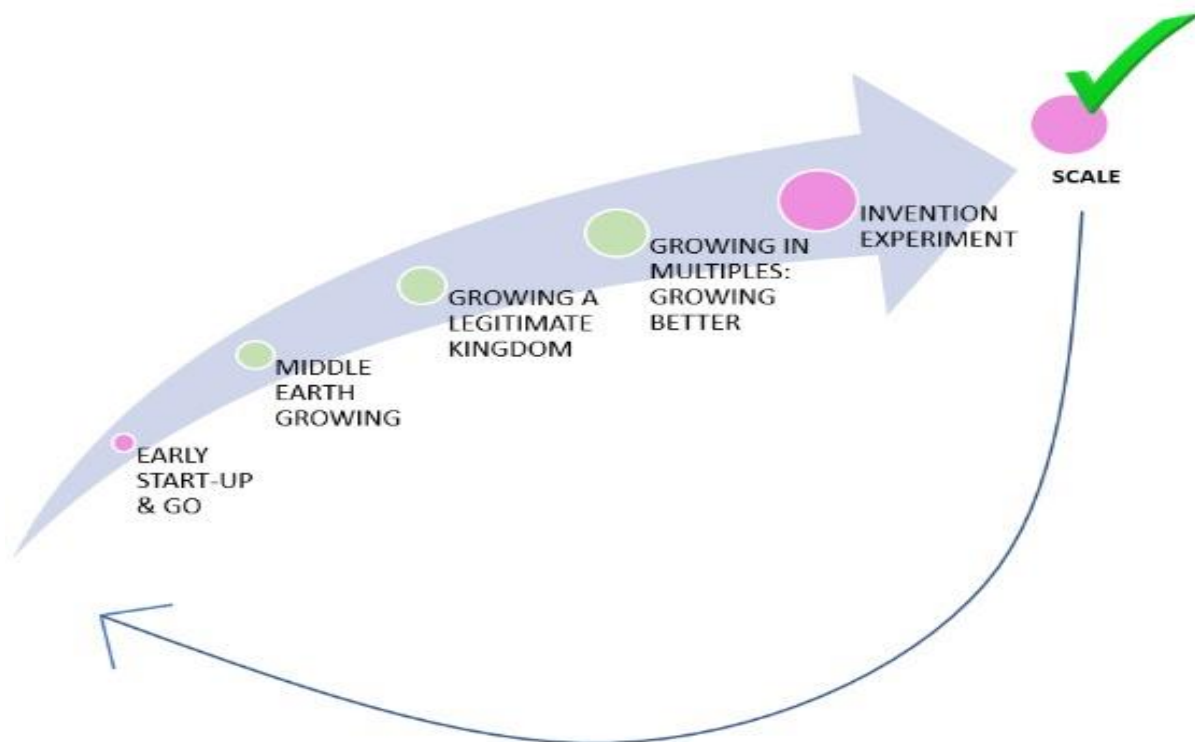 EARLY
START-UP
& GO
MIDDLE
EARTH
GROWING
GROWING A
LEGITIMATE
KINGDOM
GROWING IN
MULTIPLES:
GROWING
BETTER
INVENTION
EXPERIMENT
SCALE